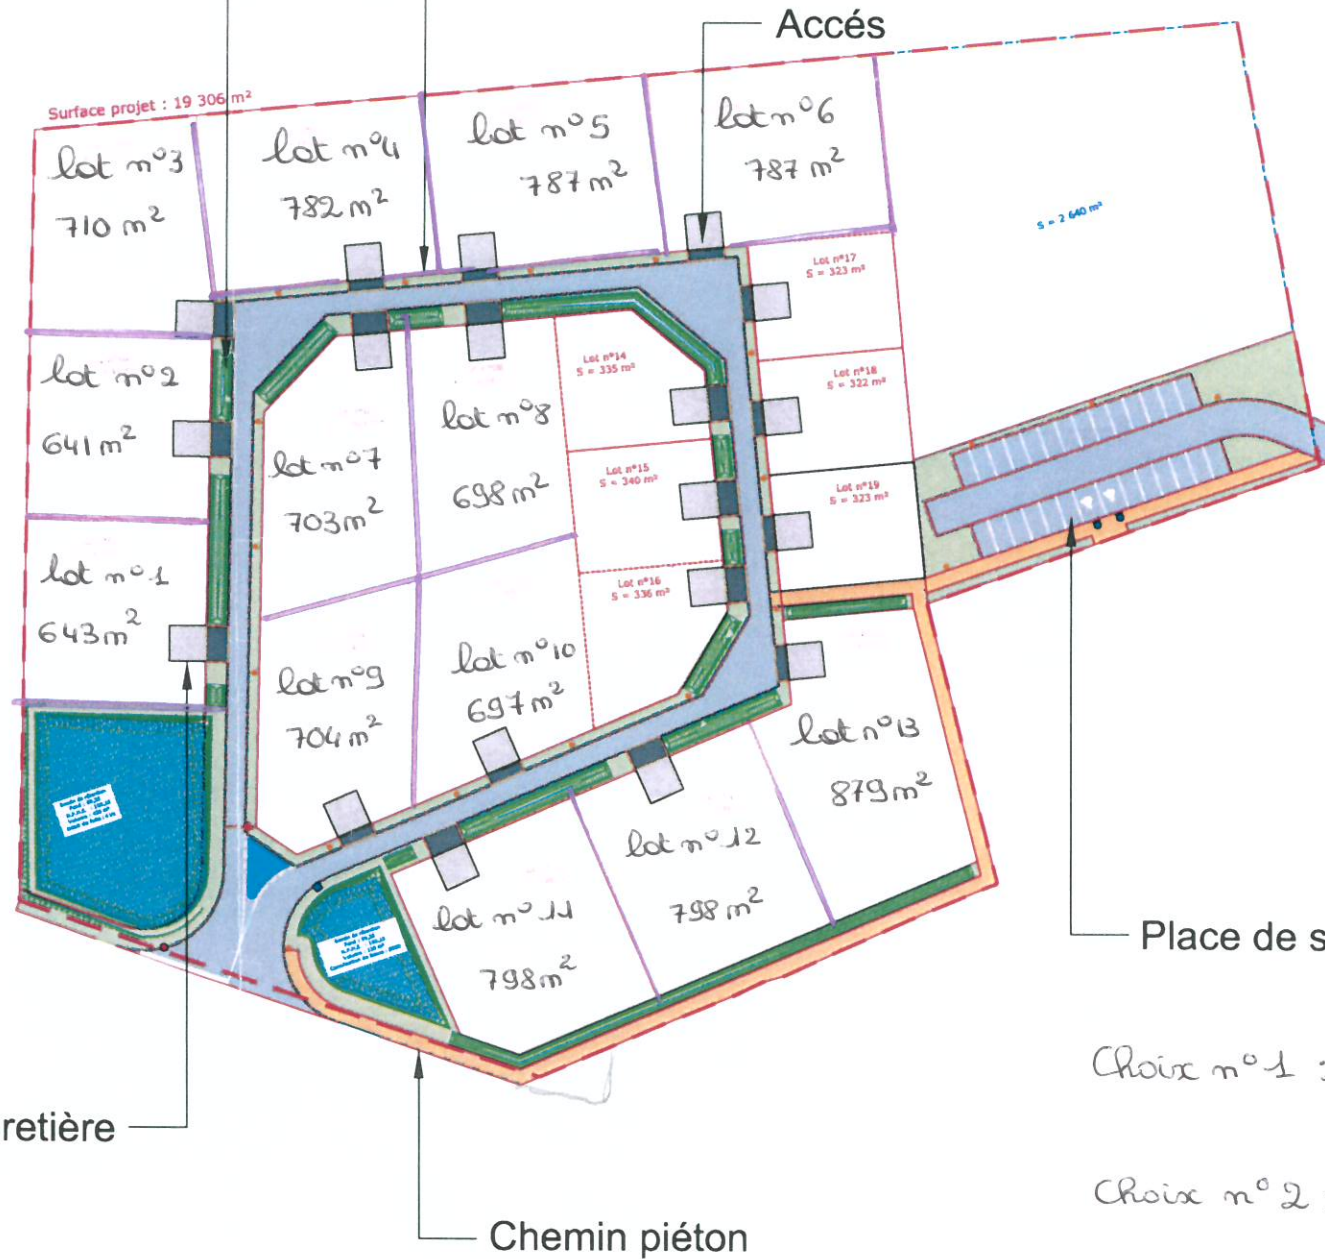 Accés
Surface projet : 19 306 m²
lot n°3
710 m²
lot n°4
782 m²
lot n°5
787 m²
lot n°6
787 m²
S = 2 640 m²
Lot n°17
S = 323 m²
lot n°2
641 m²
lot n°7
703 m²
lot n°8
698 m²
Lot n°14
S = 335 m²
Lot n°18
S = 322 m²
Lot n°15
S = 340 m²
Lot n°19
S = 323 m²
lot n°1
643 m²
Lot n°16
S = 336 m²
lot n°9
704 m²
lot n°10
697 m²
lot n°13
879 m²
lot n°12
798 m²
lot n°11
798 m²
Place de s
Choix n°1 :
retière
Choix n°2 :
Chemin piéton